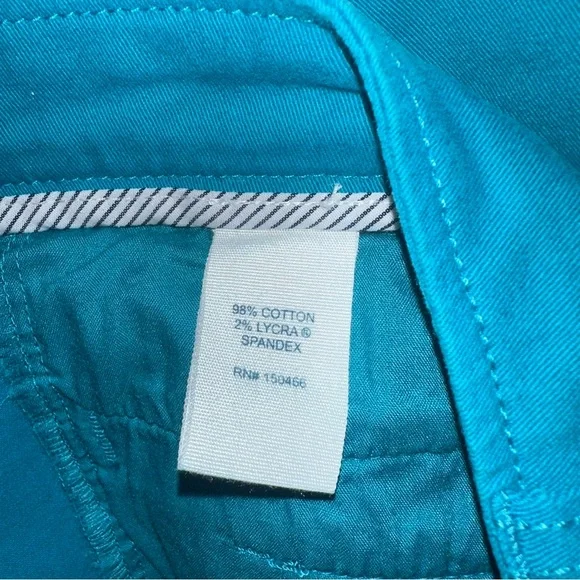 98% COTTON
2% LYCRA ®
SPANDEX
RN# 150466